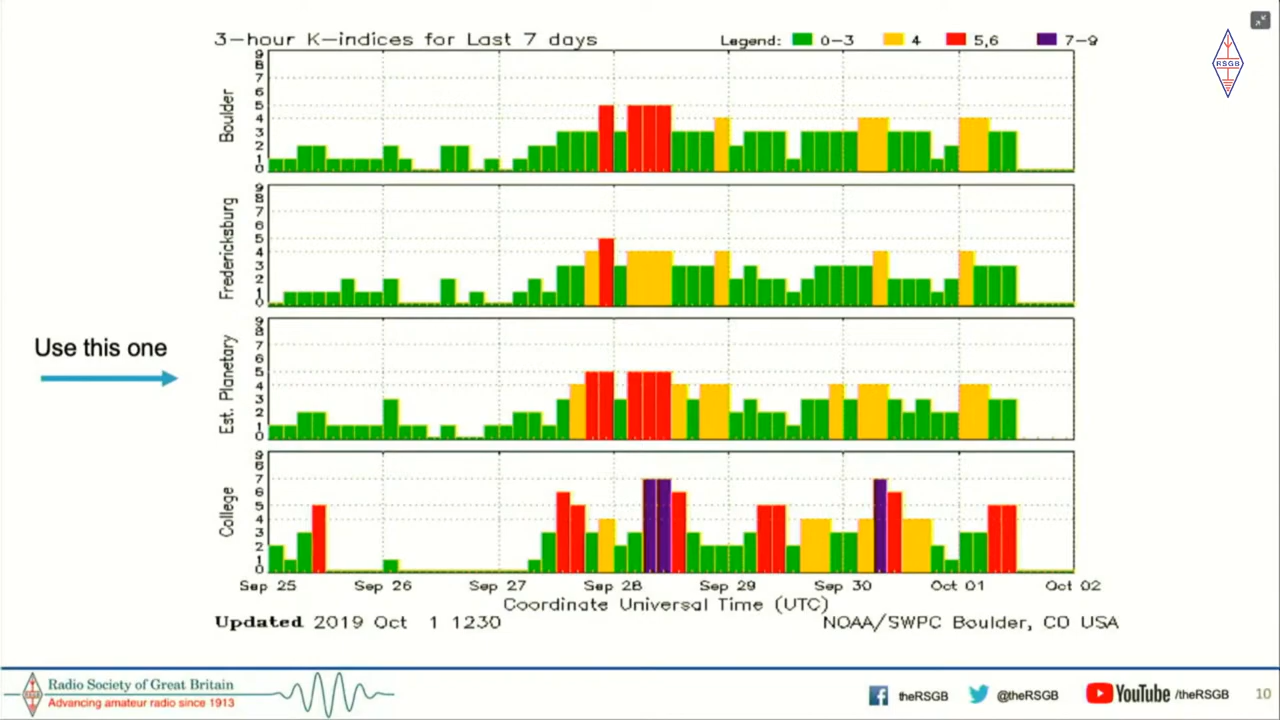 3-hour K-indices for Last 7 days
Legend: 0-3 4 5,6 7-9
RSGB
Boulder
9
8
7
6
5
4
3
2
1
0
Fredericksburg
9
8
7
6
5
4
3
2
1
0
Use this one
Est. Planetary
9
8
7
6
5
4
3
2
1
0
College
9
8
7
6
5
4
3
2
1
0
Sep 25 Sep 26 Sep 27 Sep 28 Sep 29 Sep 30 Oct 01 Oct 02
Coordinate Universal Time (UTC)
Updated 2019 Oct 1 1230 NOAA/SWPC Boulder, CO USA
RSGB
Radio Society of Great Britain
Advancing amateur radio since 1913
theRSGB @theRSGB YouTube /theRSGB 10